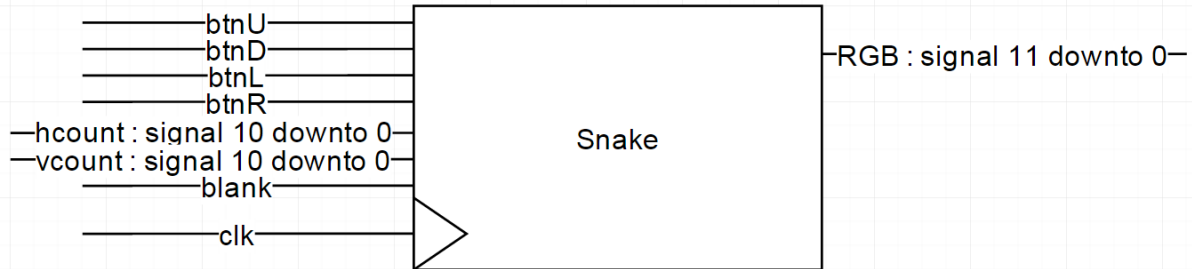 btnU
btnD
btnL
btnR
hcount : signal 10 downto 0
vcount : signal 10 downto 0
blank
clk
Snake
RGB : signal 11 downto 0